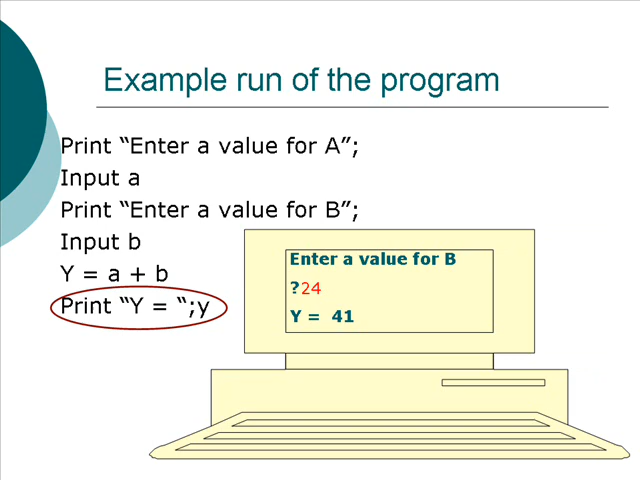 Example run of the program
Print “Enter a value for A”;
Input a
Print “Enter a value for B”;
Input b
Y = a + b
Print “Y = “;y
Enter a value for B
?24
Y = 41